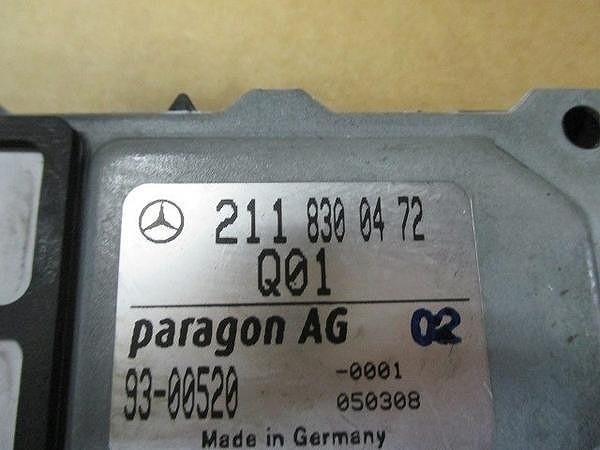 211 830 04 72
Q01
paragon AG 02
93-00520 -0001
050308
Made in Germany